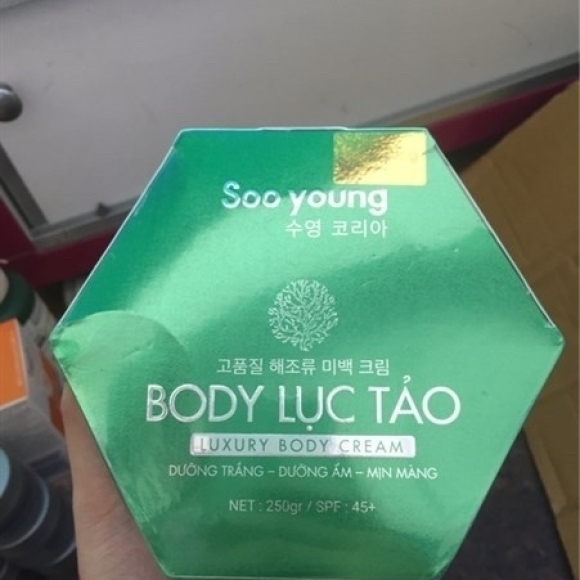 Soo young
수영 코리아
고품질 해조류 미백 크림
BODY LỤC TẢO
LUXURY BODY CREAM
DƯỠNG TRẮNG – DƯỠNG ẨM – MỊN MÀNG
NET : 250gr / SPF : 45+